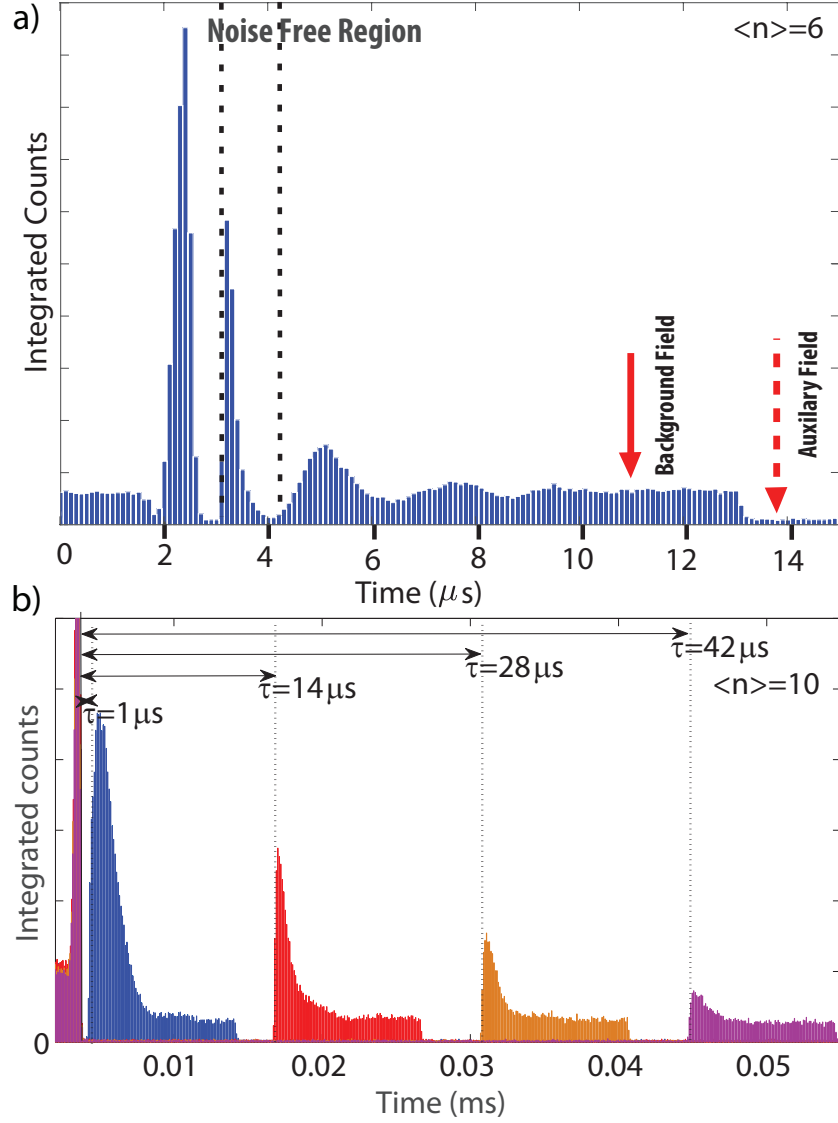 a)
Noise Free Region
<n>=6
Integrated Counts
Background Field
Auxilary Field
0 2 4 6 8 10 12 14
Time (μs)
b)
τ=42μs
τ=28μs
τ=14μs
<n>=10
τ=1μs
Integrated counts
0
0.01 0.02 0.03 0.04 0.05
Time (ms)